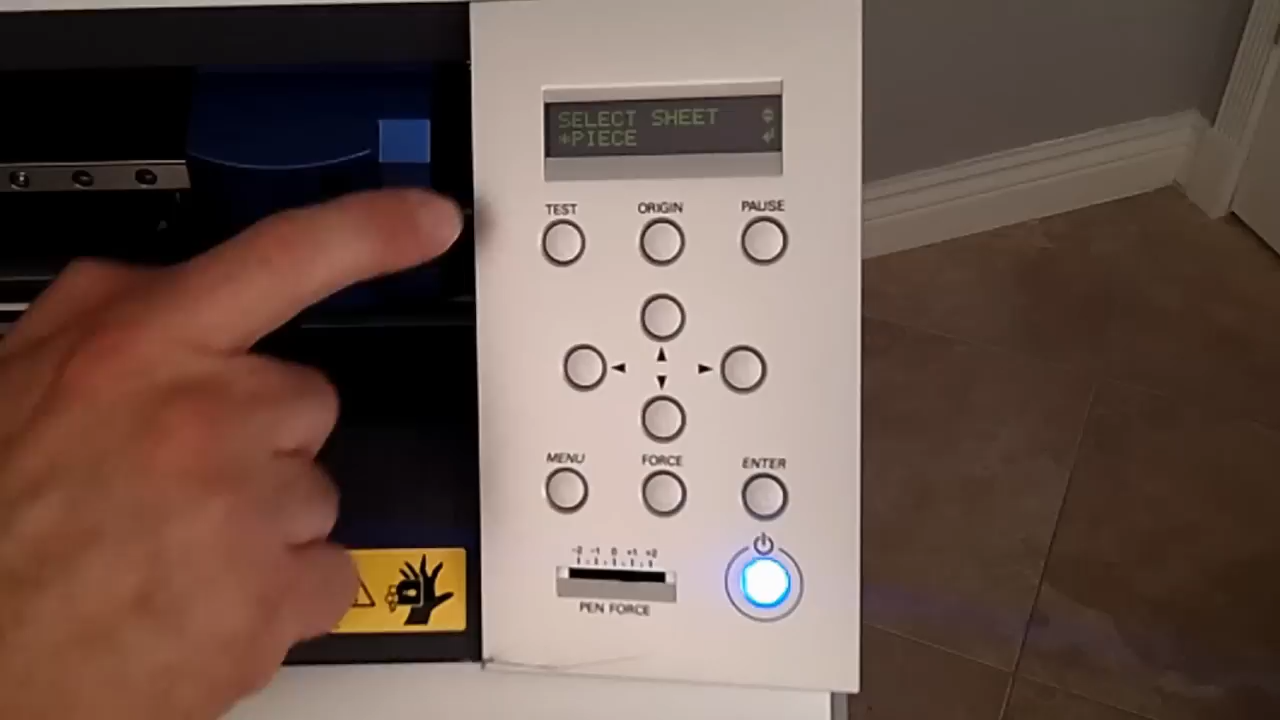 SELECT SHEET
*PIECE
TEST ORIGIN PAUSE
MENU FORCE ENTER
-2 -1 0 +1 +2
PEN FORCE